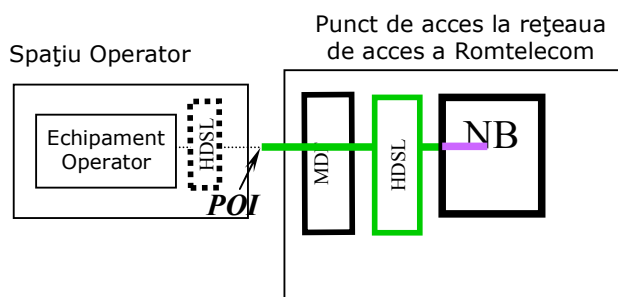 Punct de acces la reţeaua
de acces a Romtelecom
Spaţiu Operator
Echipament
Operator
HDSL
POI
MDF
HDSL
NB